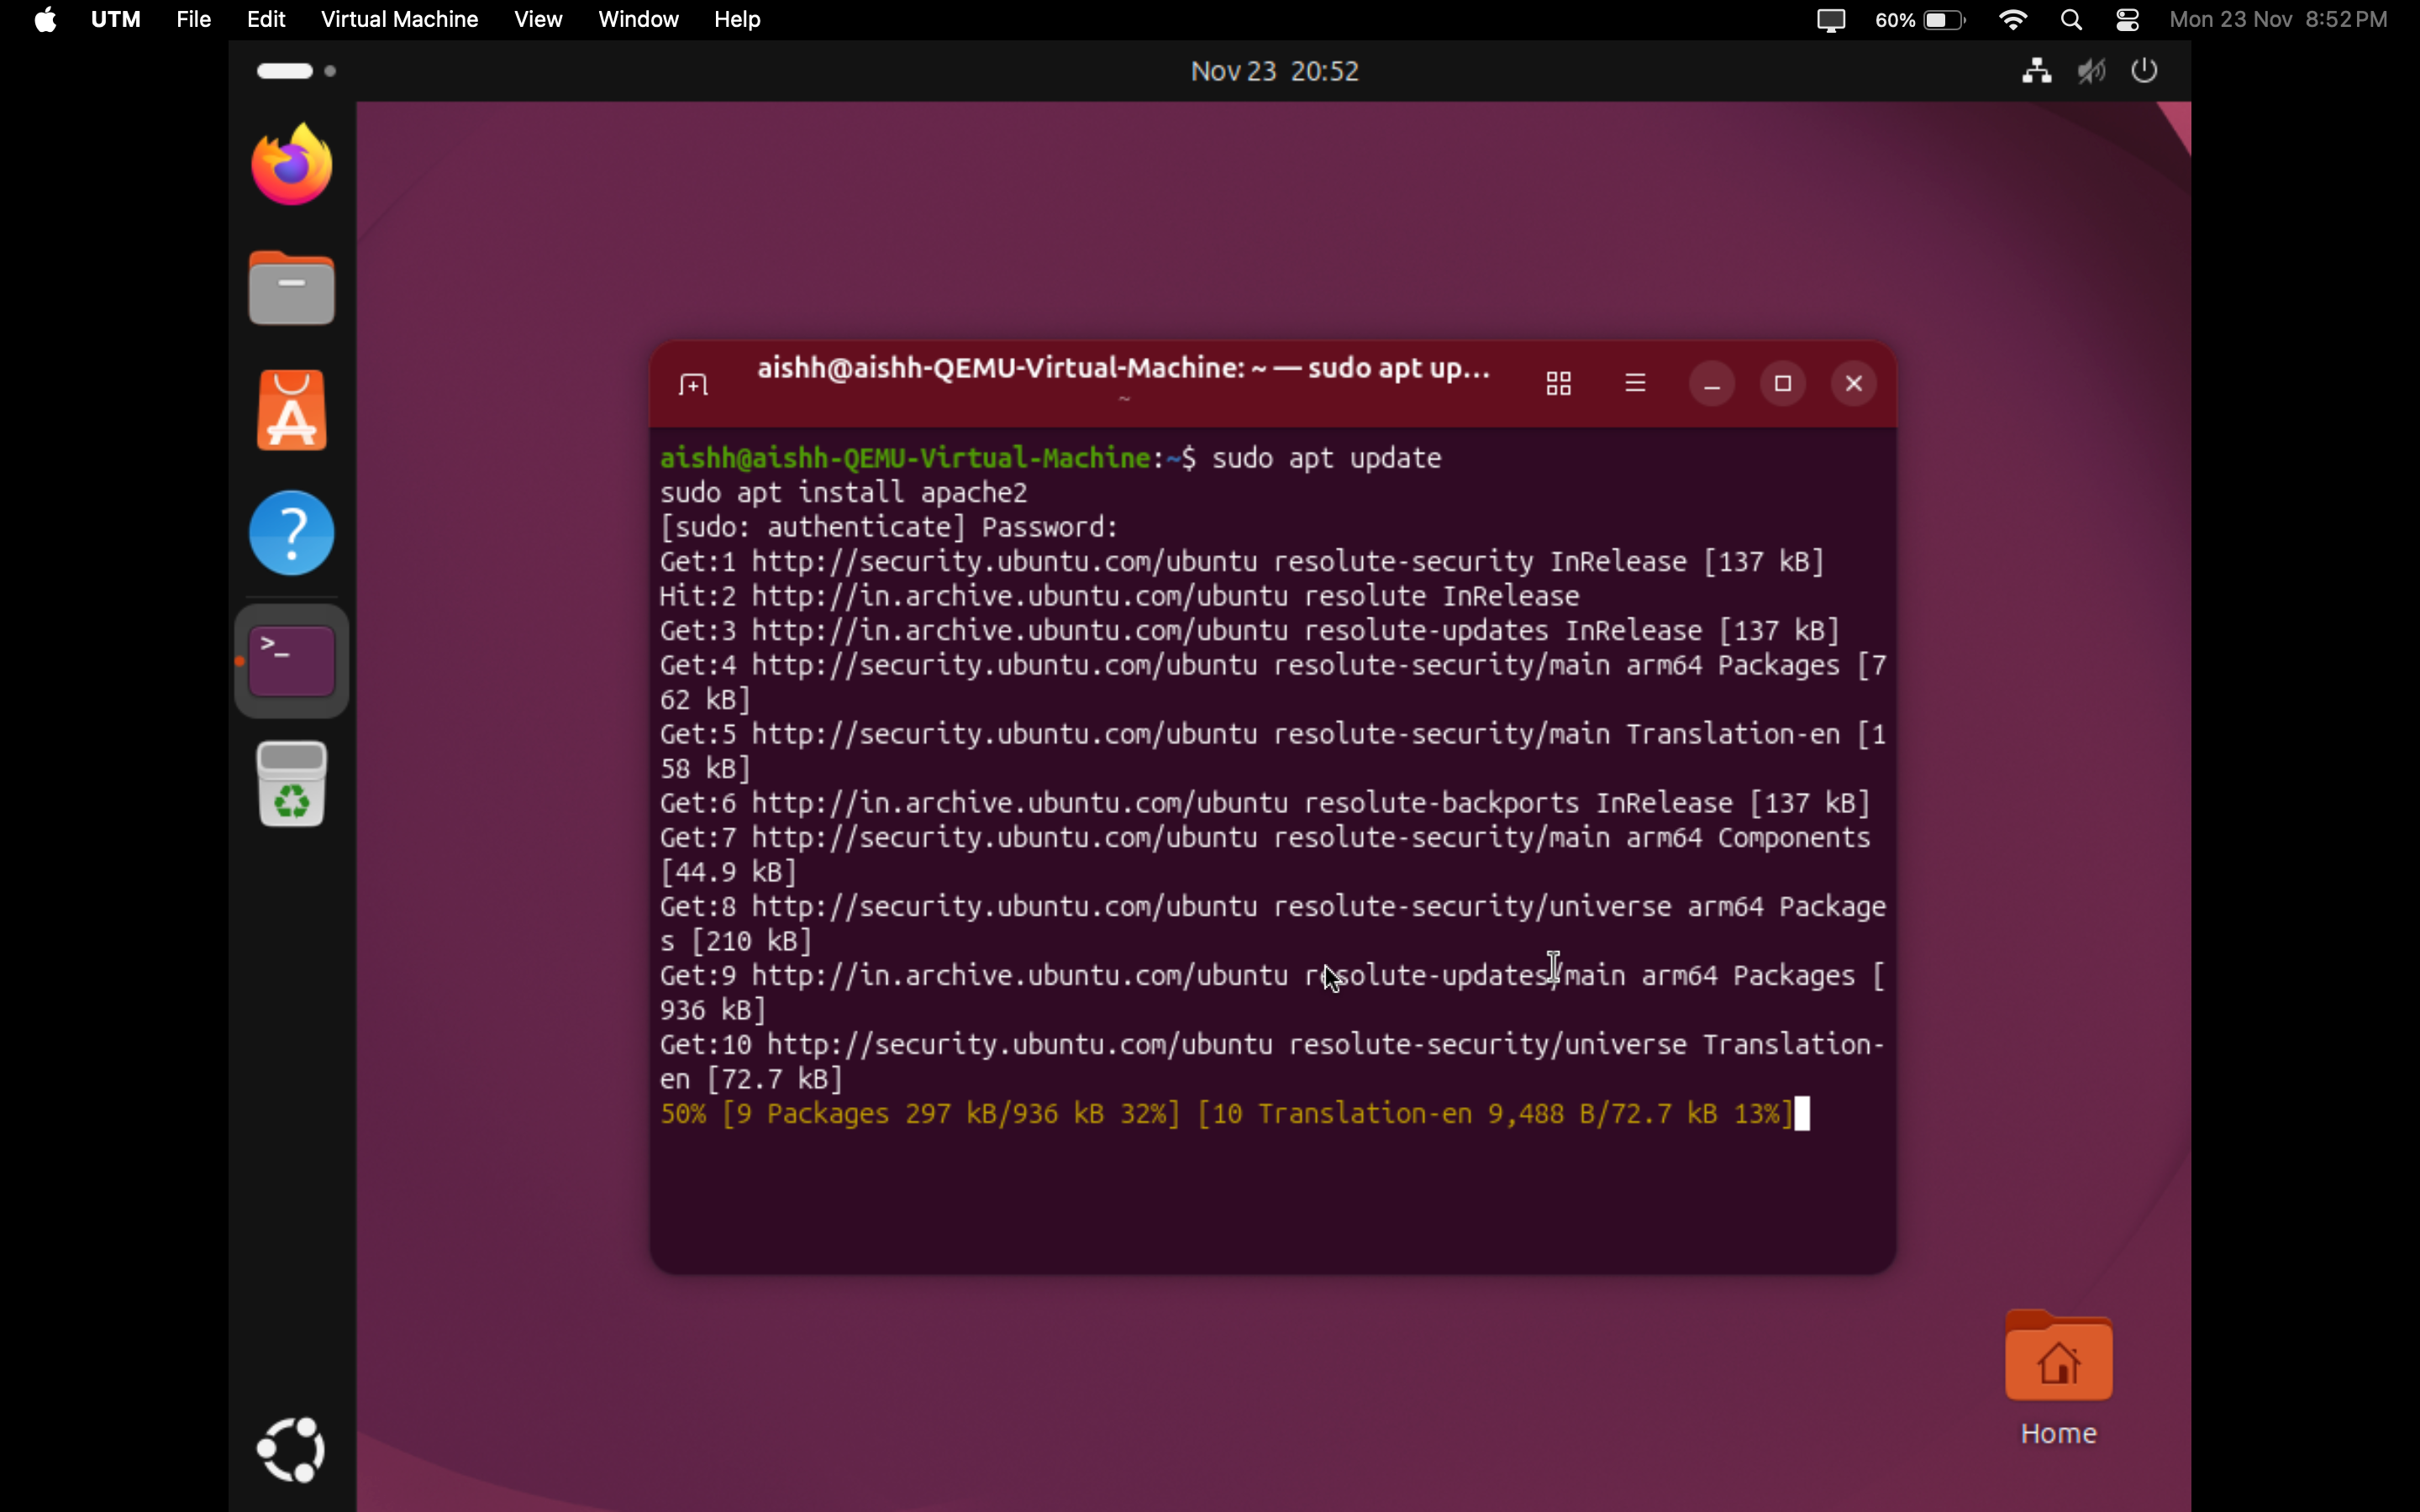 UTM File Edit Virtual Machine View Window Help 60% Mon 23 Nov 8:52 PM
Nov 23 20:52
aishh@aishh-QEMU-Virtual-Machine: ~ — sudo apt up...
~
aishh@aishh-QEMU-Virtual-Machine:~$ sudo apt update
sudo apt install apache2
[sudo: authenticate] Password:
Get:1 http://security.ubuntu.com/ubuntu resolute-security InRelease [137 kB]
Hit:2 http://in.archive.ubuntu.com/ubuntu resolute InRelease
Get:3 http://in.archive.ubuntu.com/ubuntu resolute-updates InRelease [137 kB]
Get:4 http://security.ubuntu.com/ubuntu resolute-security/main arm64 Packages [7
62 kB]
Get:5 http://security.ubuntu.com/ubuntu resolute-security/main Translation-en [1
58 kB]
Get:6 http://in.archive.ubuntu.com/ubuntu resolute-backports InRelease [137 kB]
Get:7 http://security.ubuntu.com/ubuntu resolute-security/main arm64 Components
[44.9 kB]
Get:8 http://security.ubuntu.com/ubuntu resolute-security/universe arm64 Package
s [210 kB]
Get:9 http://in.archive.ubuntu.com/ubuntu resolute-updates/main arm64 Packages [
936 kB]
Get:10 http://security.ubuntu.com/ubuntu resolute-security/universe Translation-
en [72.7 kB]
50% [9 Packages 297 kB/936 kB 32%] [10 Translation-en 9,488 B/72.7 kB 13%]
Home